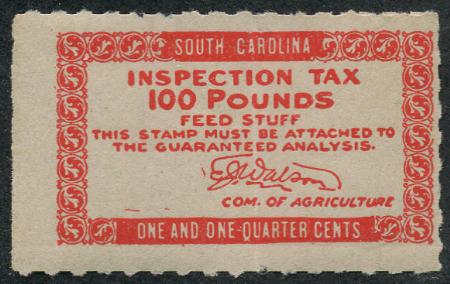 SOUTH CAROLINA
INSPECTION TAX
100 POUNDS
FEED STUFF
THIS STAMP MUST BE ATTACHED TO
THE GUARANTEED ANALYSIS.
E J Watson
COM. OF AGRICULTURE
ONE AND ONE-QUARTER CENTS